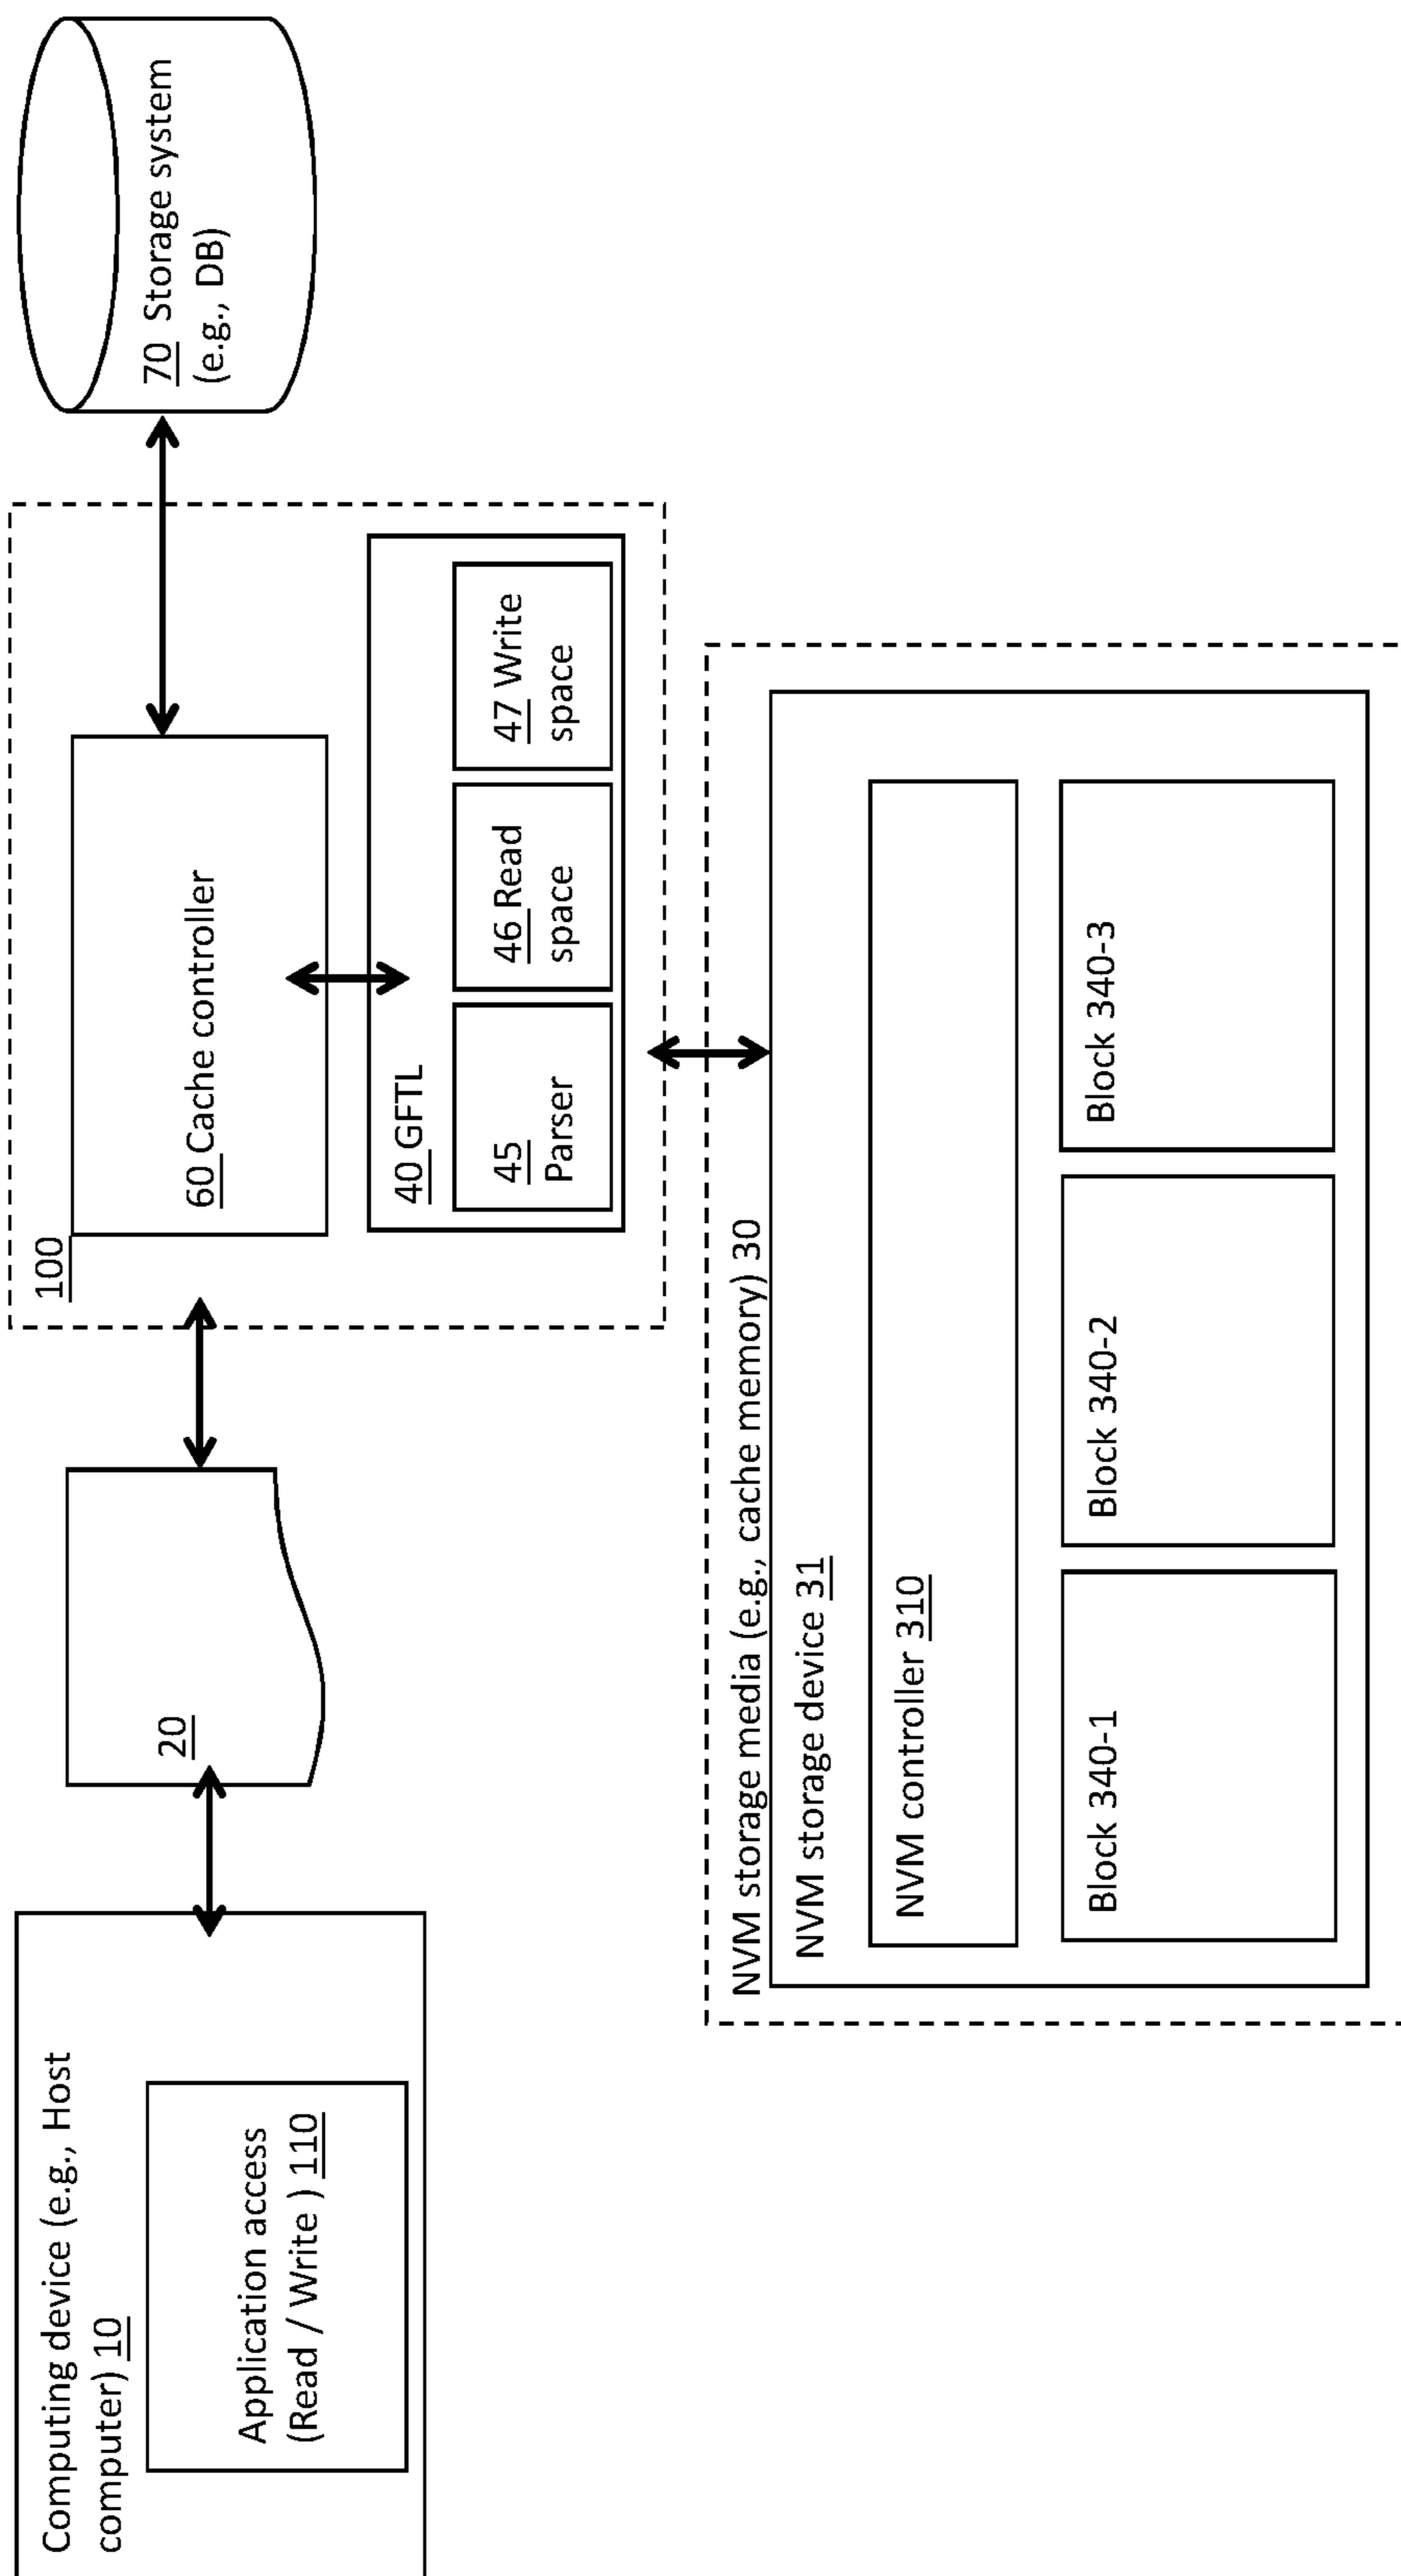 Computing device (e.g., Host
computer) 10
Application access
(Read / Write ) 110
20
100
60 Cache controller
40 GFTL
45
Parser
46 Read
space
47 Write
space
70 Storage system
(e.g., DB)
NVM storage media (e.g., cache memory) 30
NVM storage device 31
NVM controller 310
Block 340-1
Block 340-2
Block 340-3